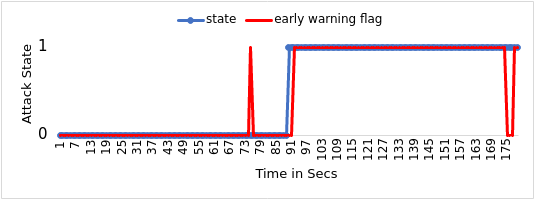 state early warning flag
1
Attack State
0
1 7 13 19 25 31 37 43 49 55 61 67 73 79 85 91 97 103 109 115 121 127 133 139 145 151 157 163 169 175
Time in Secs